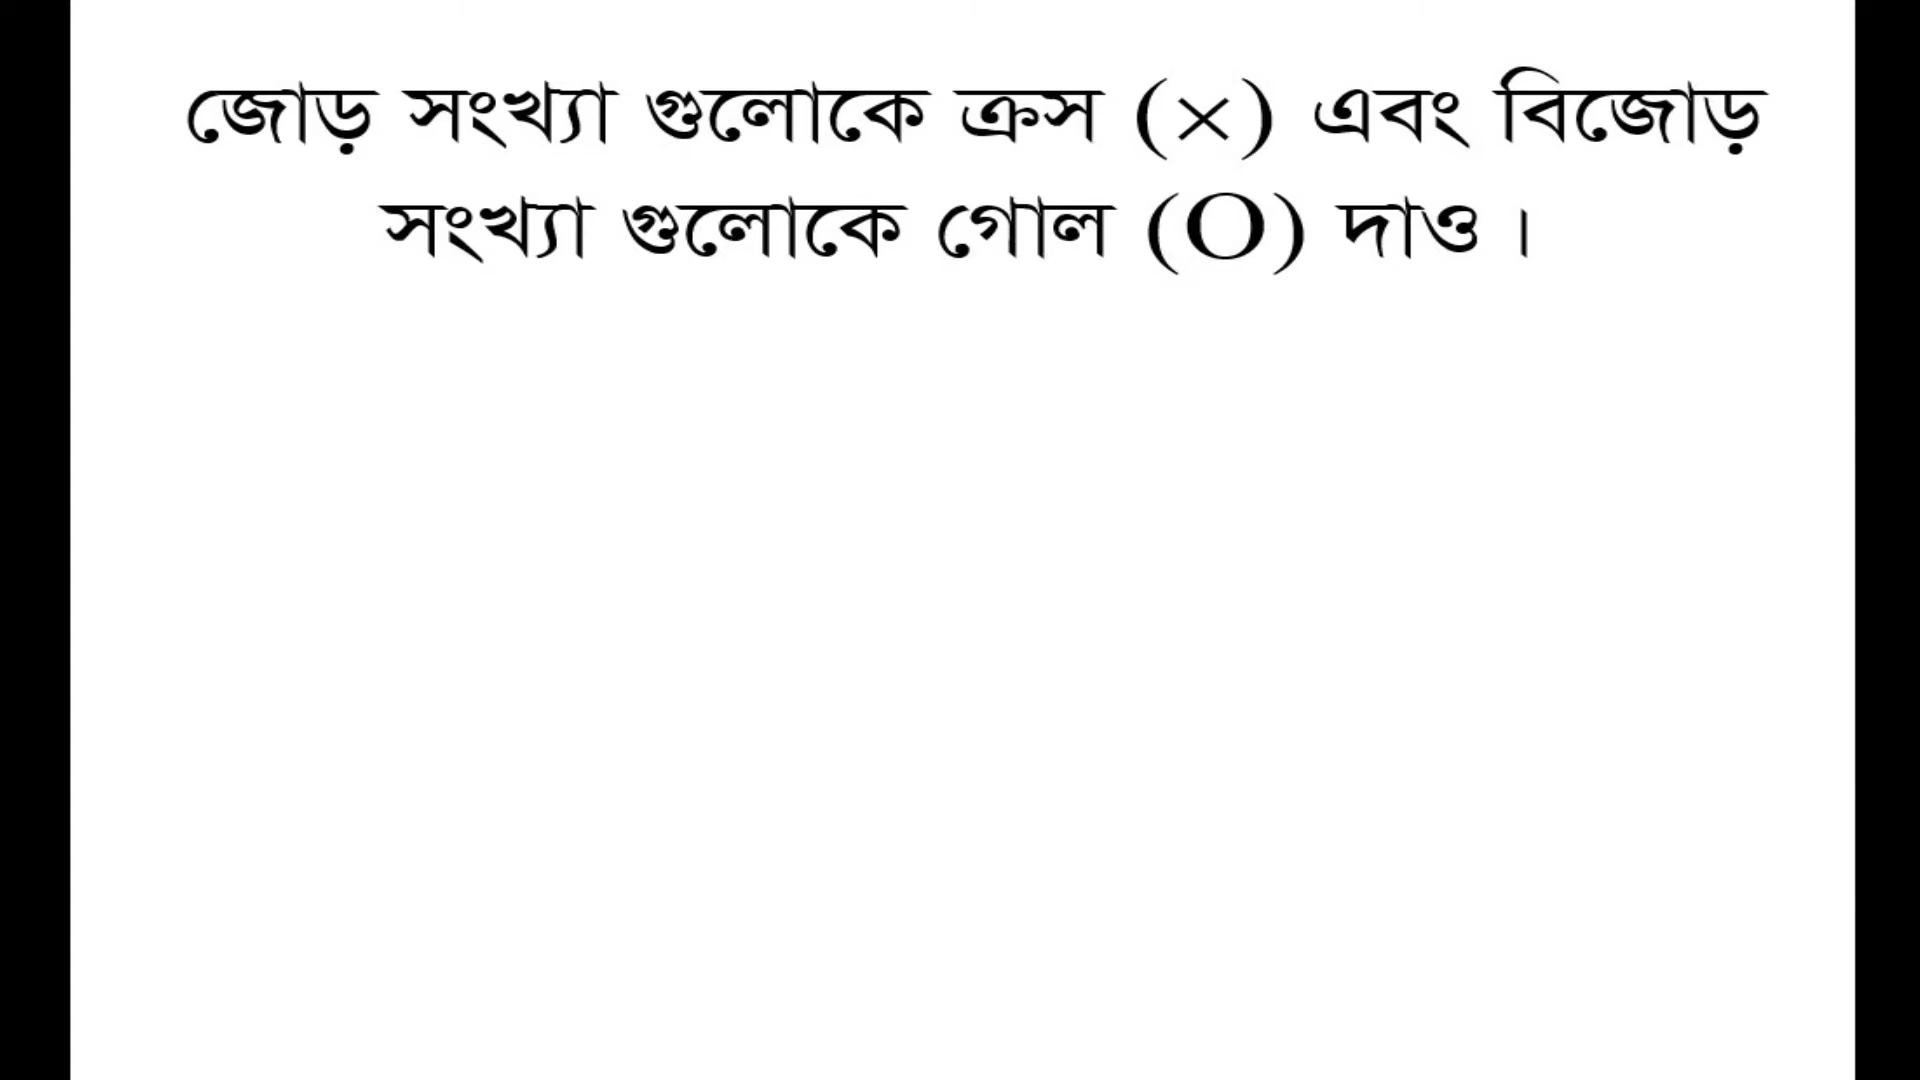 জোড় সংখ্যা গুলোকে ক্রস (×) এবং বিজোড়
সংখ্যা গুলোকে গোল (O) দাও ।